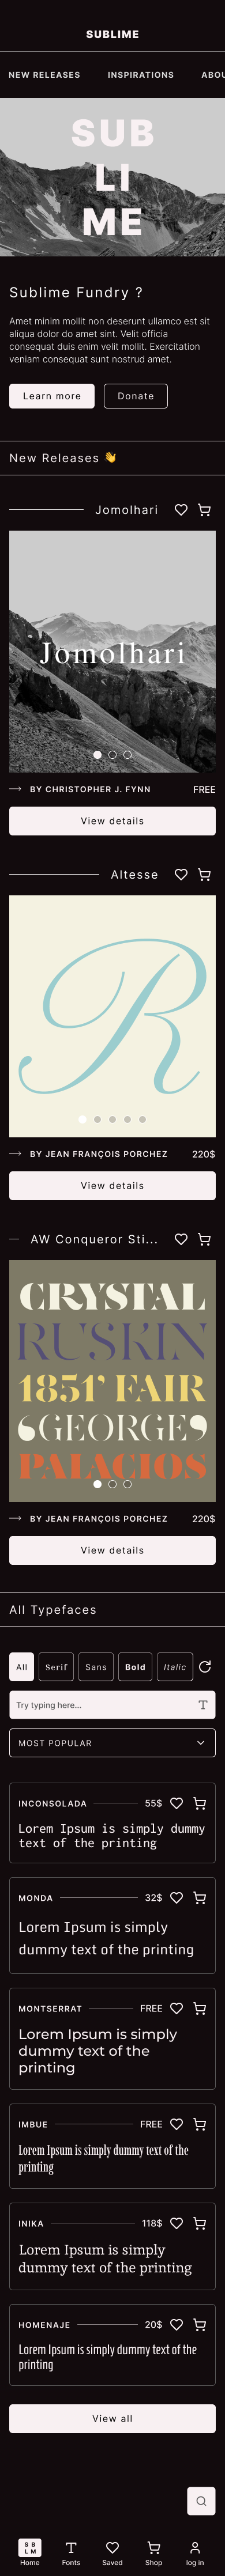 SUBLIME
NEW RELEASES INSPIRATIONS ABOU
SUB
LI
ME
Sublime Fundry ?
Amet minim mollit non deserunt ullamco est sit
aliqua dolor do amet sint. Velit officia
consequat duis enim velit mollit. Exercitation
veniam consequat sunt nostrud amet.
Learn more Donate
New Releases 👋
Jomolhari
Jomolhari
BY CHRISTOPHER J. FYNN FREE
View details
Altesse
R
BY JEAN FRANÇOIS PORCHEZ 220$
View details
AW Conqueror Sti...
CRYSTAL
RUSKIN
1851' FAIR
GEORGE
PALACIOS
BY JEAN FRANÇOIS PORCHEZ 220$
View details
All Typefaces
All Serif Sans Bold Italic
Try typing here...
MOST POPULAR
INCONSOLADA 55$
Lorem Ipsum is simply dummy
text of the printing
MONDA 32$
Lorem Ipsum is simply
dummy text of the printing
MONTSERRAT FREE
Lorem Ipsum is simply
dummy text of the
printing
IMBUE FREE
Lorem Ipsum is simply dummy text of the
printing
INIKA 118$
Lorem Ipsum is simply
dummy text of the printing
HOMENAJE 20$
Lorem Ipsum is simply dummy text of the
printing
View all
S B
L M
Home Fonts Saved Shop log in